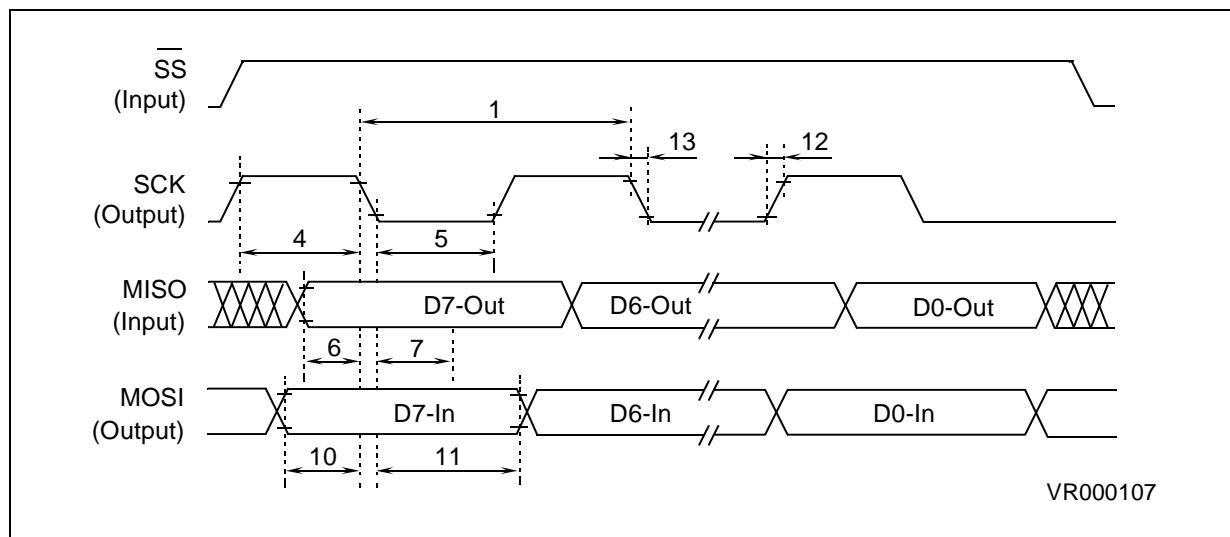 SS
(Input)
1
13
12
SCK
(Output)
4
5
MISO
(Input)
D7-Out
D6-Out
D0-Out
6
7
MOSI
(Output)
D7-In
D6-In
D0-In
10
11
VR000107